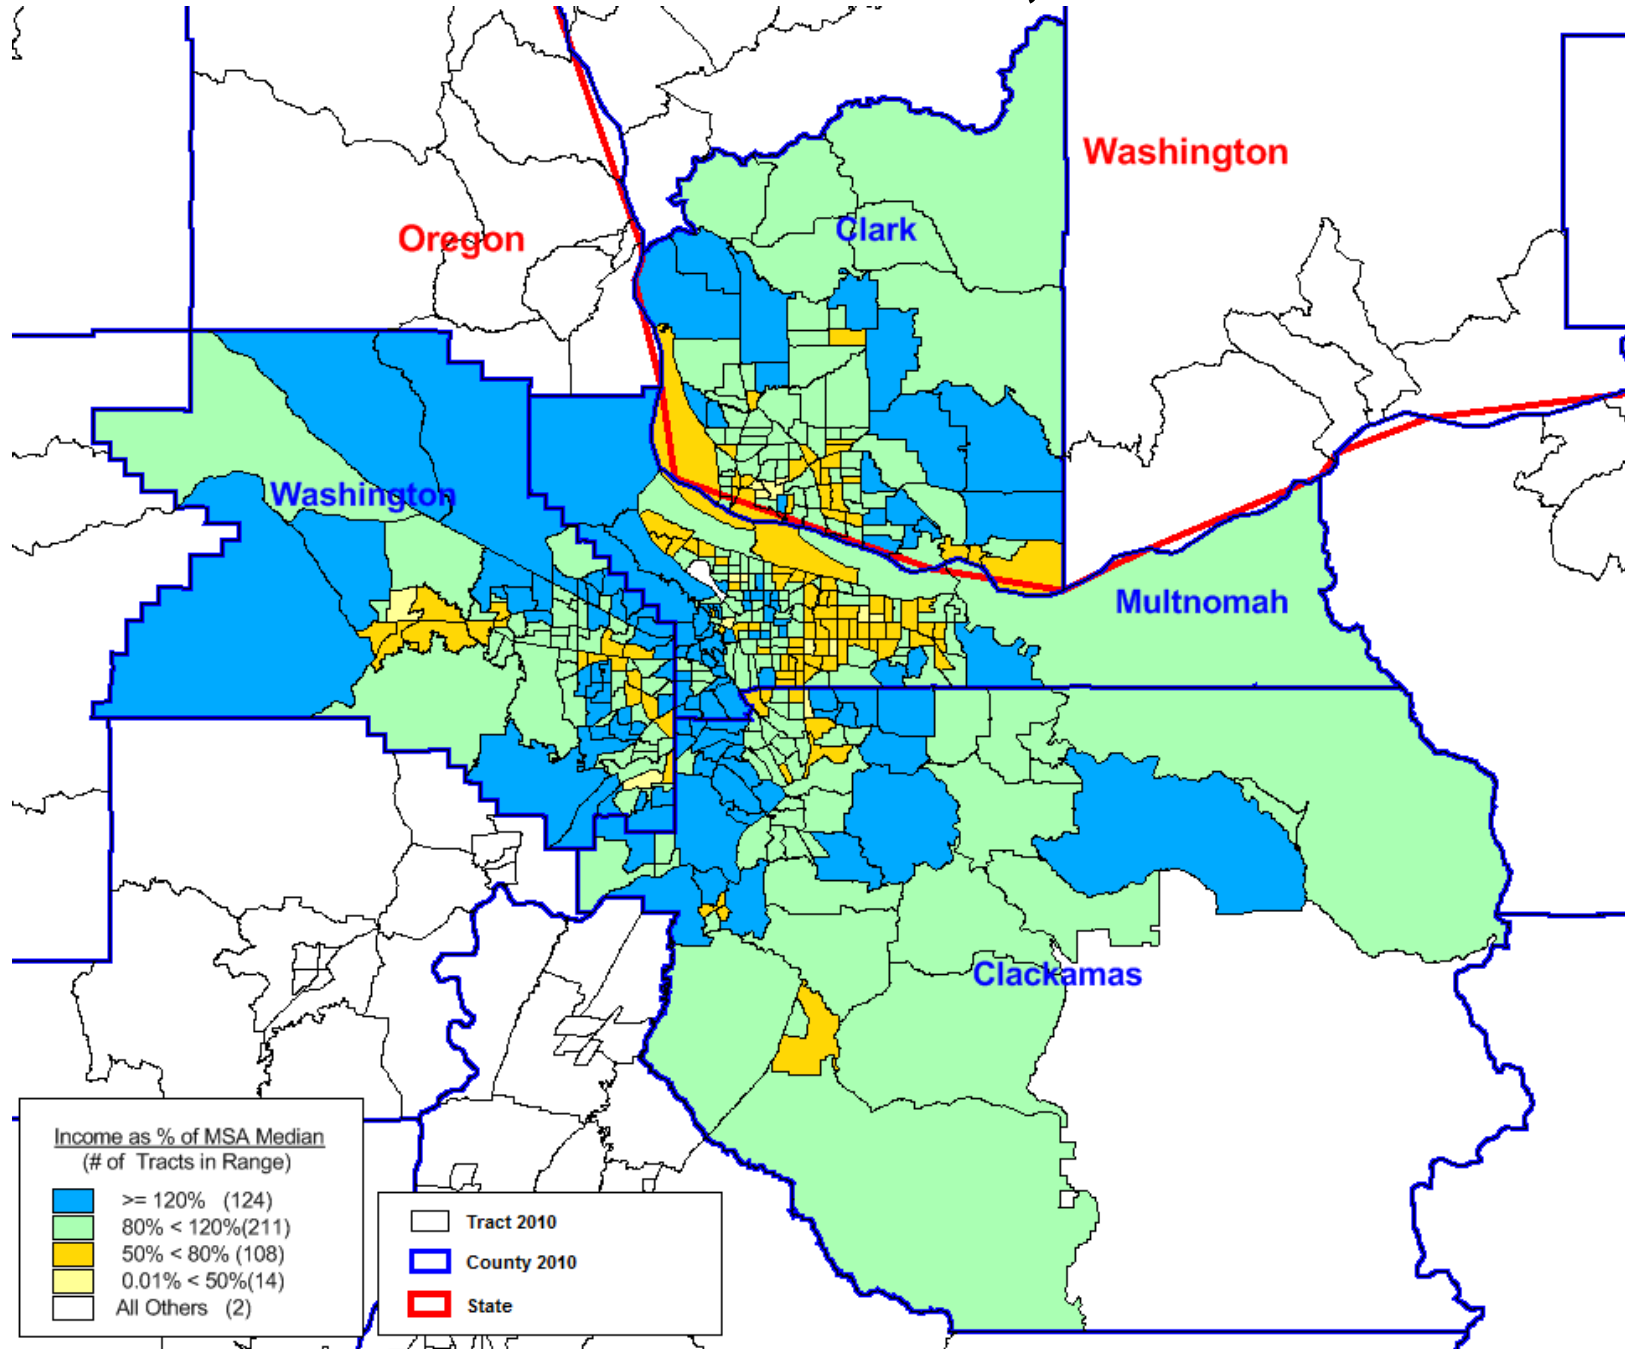 Washington
Clark
Oregon
Washington
Multnomah
Clackamas
Income as % of MSA Median
(# of Tracts in Range)
>= 120% (124)
80% < 120%(211)
50% < 80% (108)
0.01% < 50%(14)
All Others (2)
Tract 2010
County 2010
State